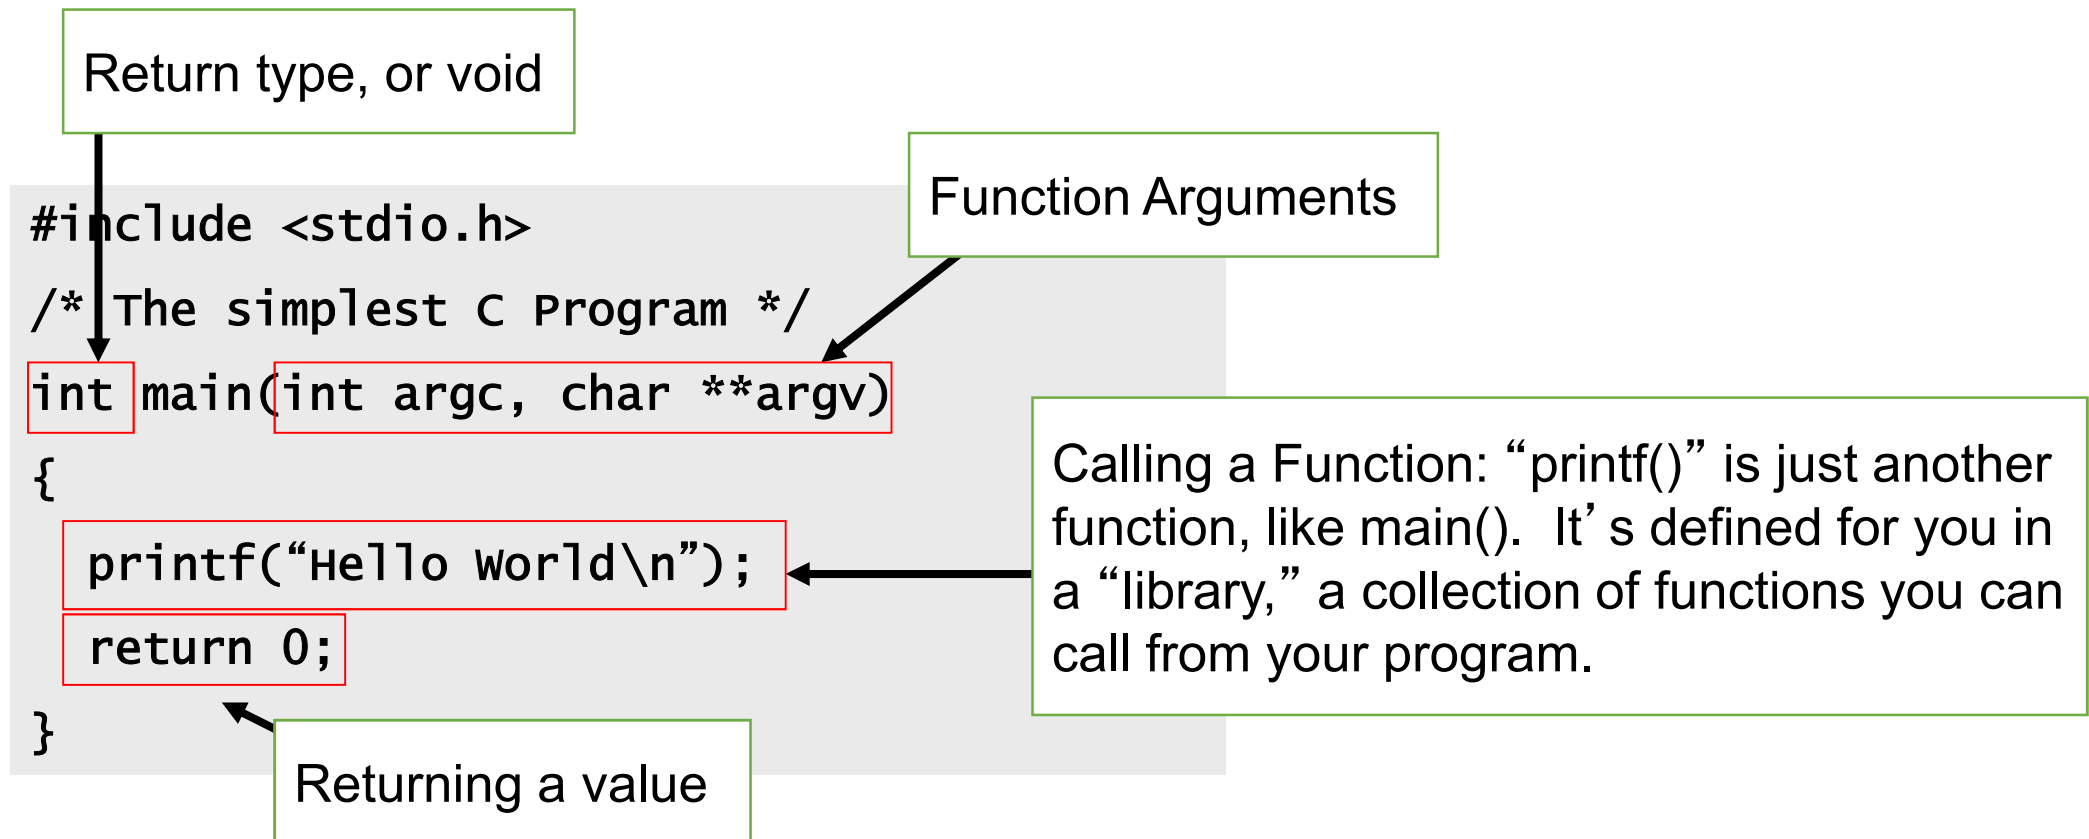 Return type, or void
Function Arguments
#include <stdio.h>
/* The simplest C Program */
int main(int argc, char **argv)
{
printf(“Hello World\n”);
return 0;
}
Calling a Function: “printf()” is just another
function, like main().  It’s defined for you in
a “library,” a collection of functions you can
call from your program.
Returning a value